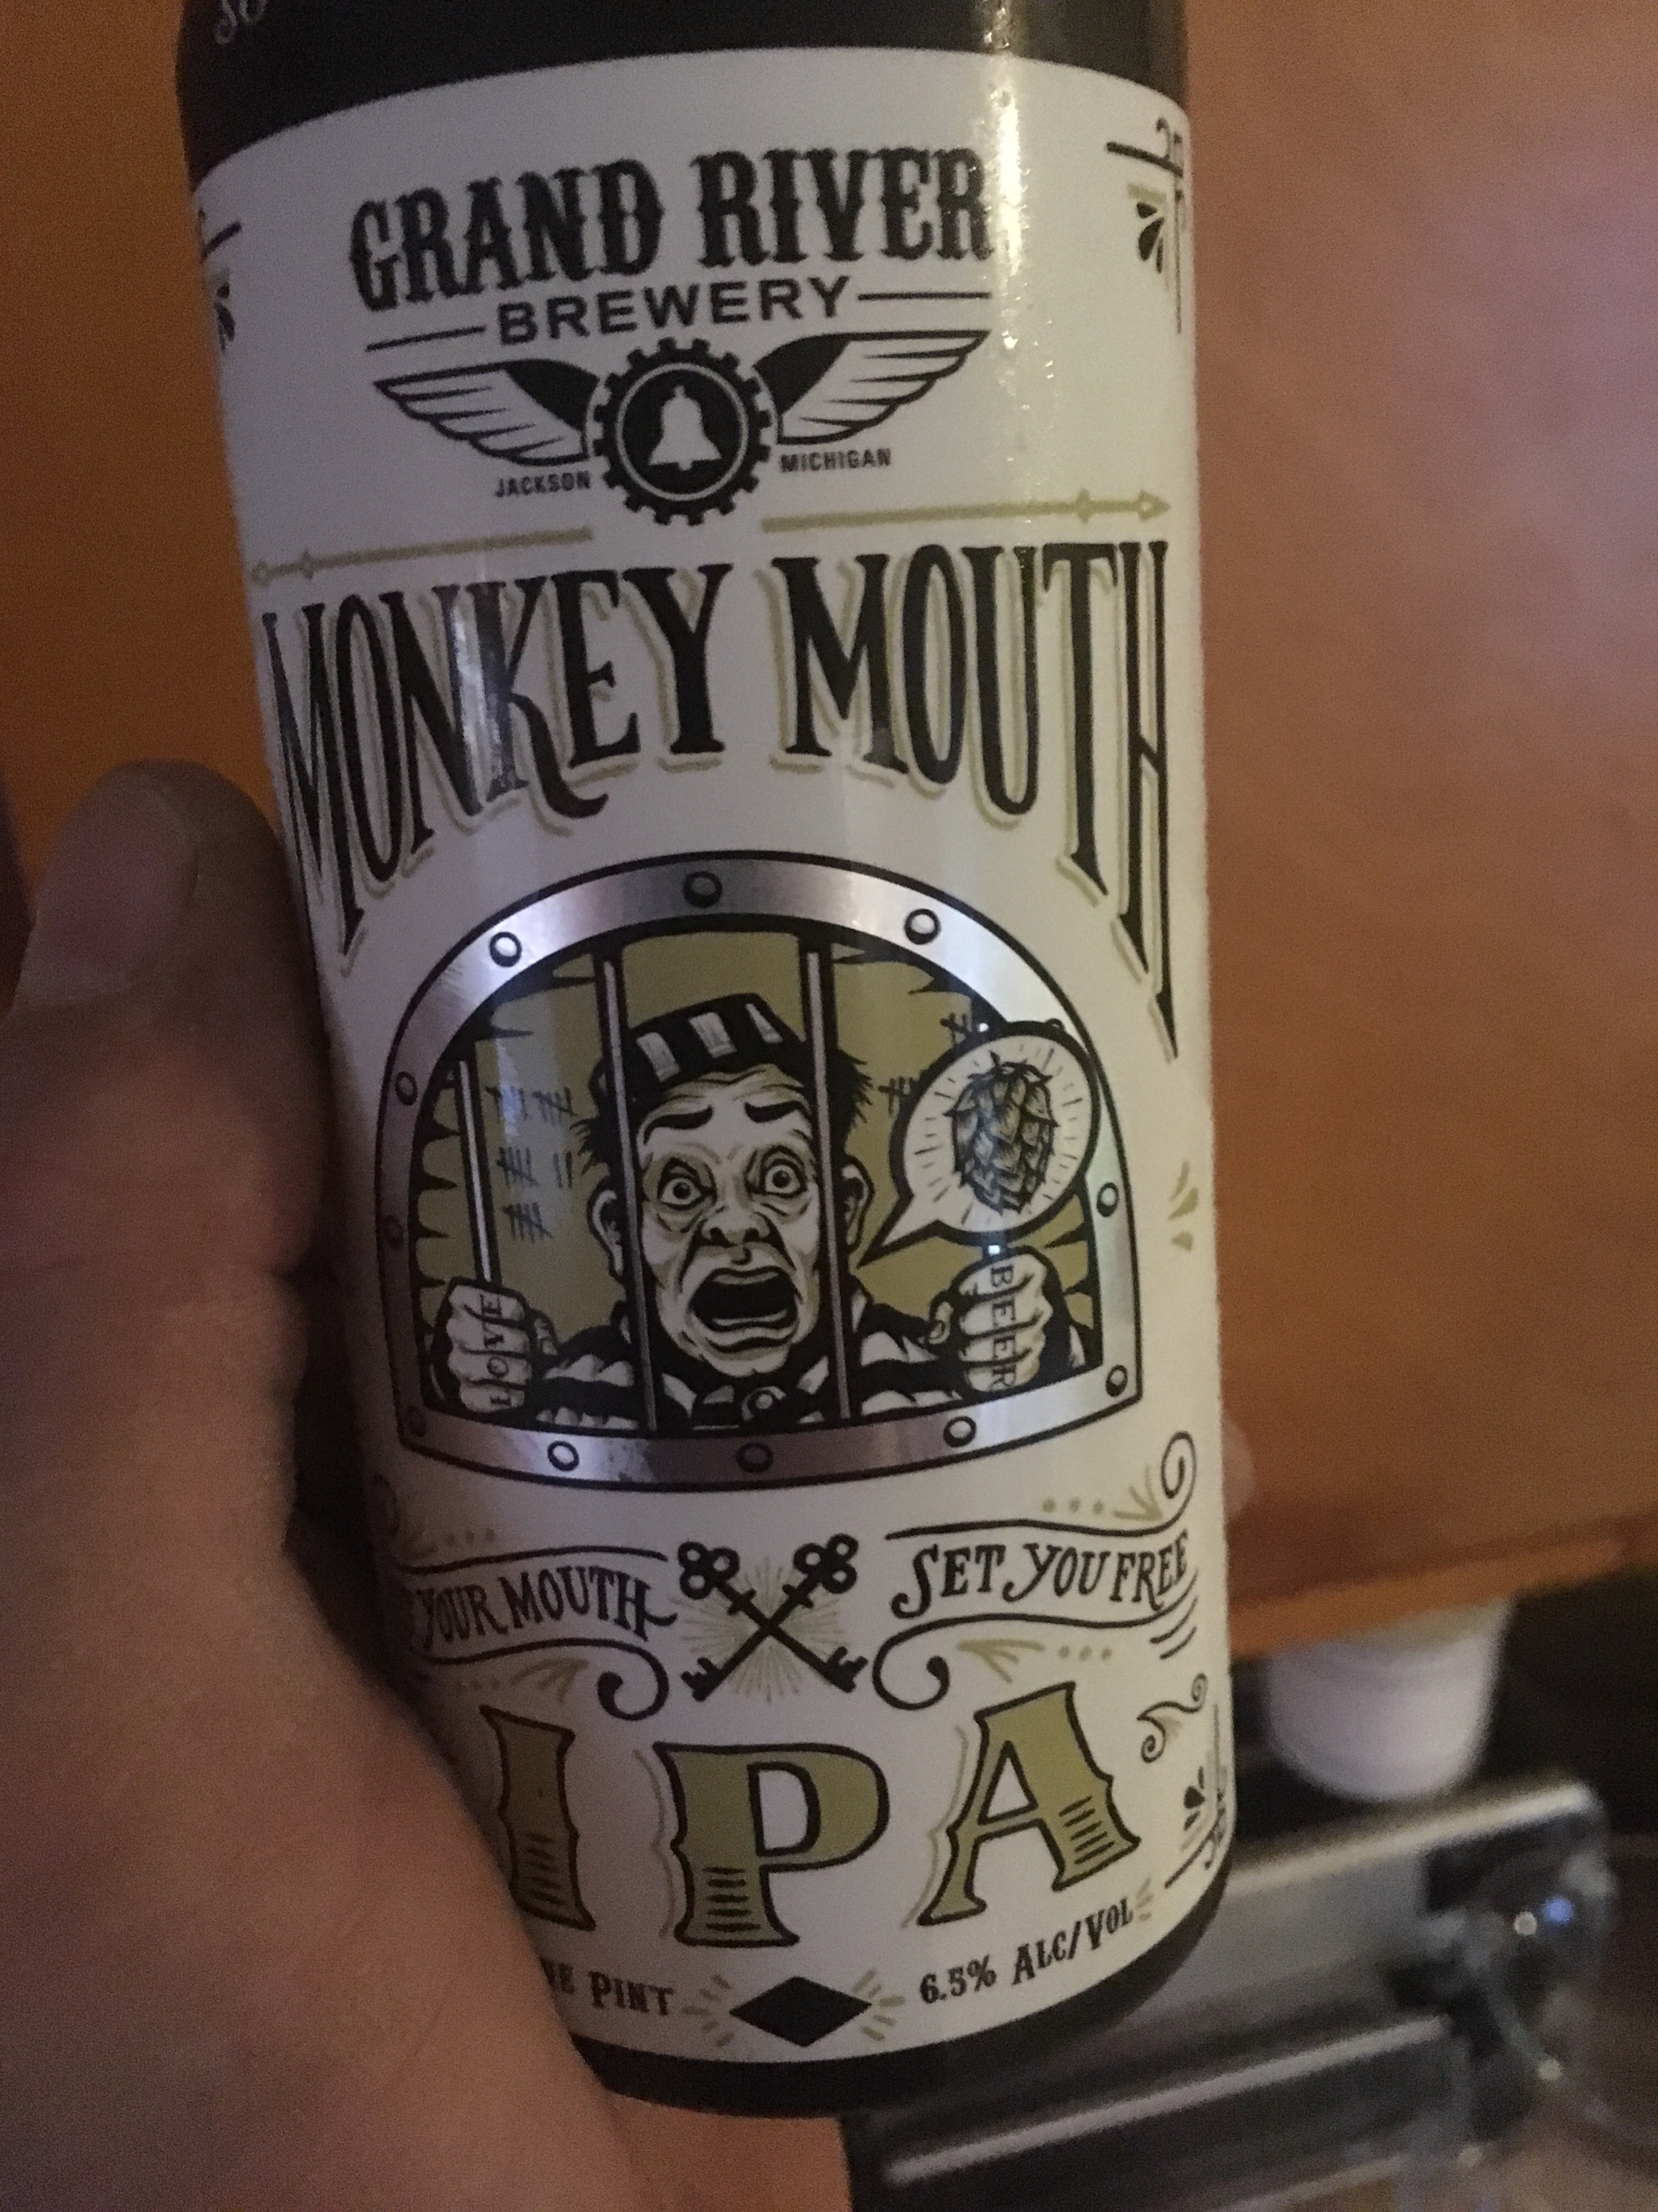 GRAND RIVER
BREWERY
JACKSON MICHIGAN
MONKEY MOUTH
LOVE BEER
YOUR MOUTH SET YOU FREE
IPA
PINT 6.5% ALC/VOL